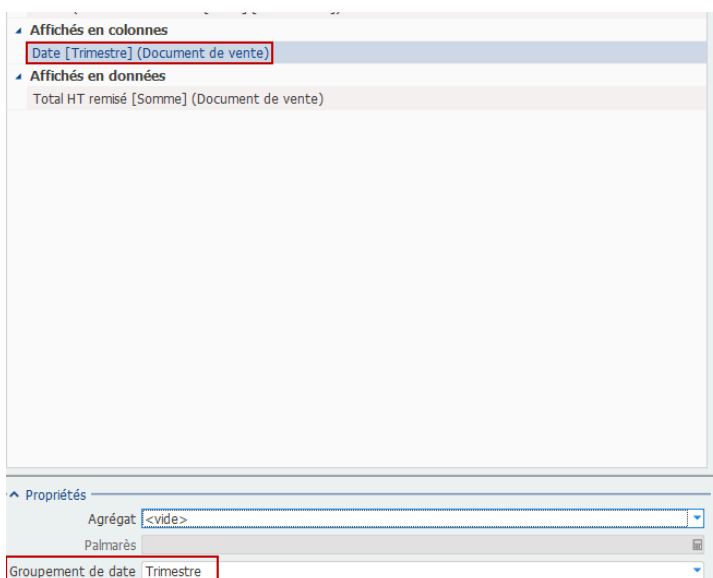 Affichés en colonnes
Date [Trimestre] (Document de vente)
Affichés en données
Total HT remisé [Somme] (Document de vente)
Propriétés
Agrégat <vide>
Palmarès
Groupement de date Trimestre